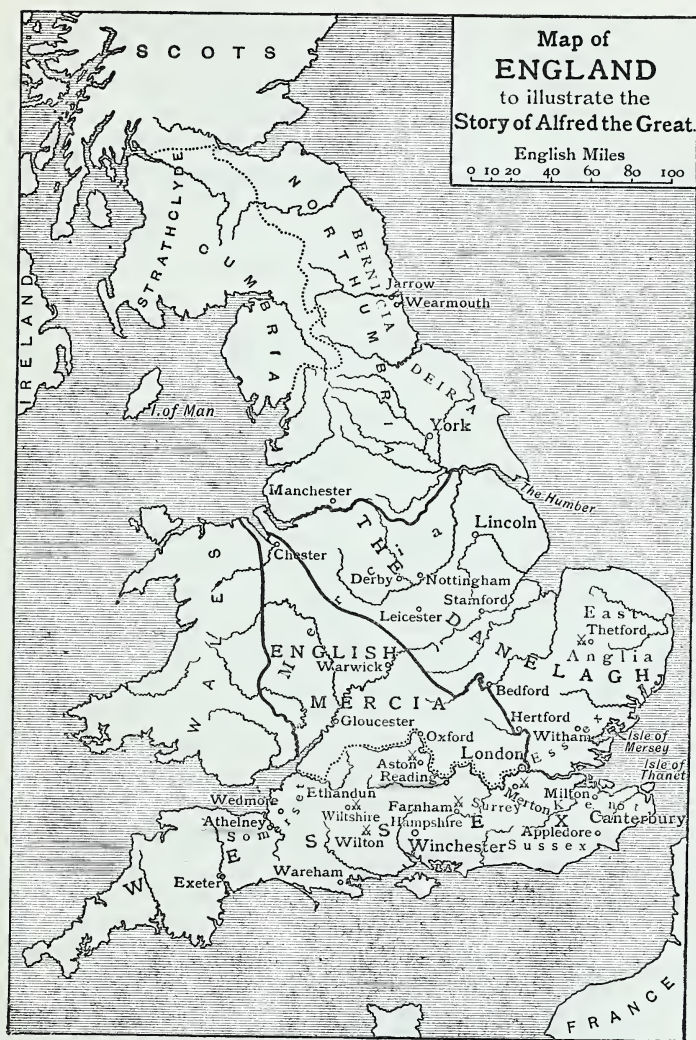 Map of
ENGLAND
to illustrate the
Story of Alfred the Great.
English Miles
0 10 20 40 60 80 100
SCOTS
STRATHCLYDE
CUMBRIA
NORTHUMBRIA
BERNICIA
Jarrow
Wearmouth
IRELAND
I. of Man
DEIRA
York
The Humber
Manchester
Lincoln
Chester
THE
Derby
Nottingham
Stamford
Leicester
DANELAGH
East
Thetford
Anglia
WALES
Mercia
ENGLISH
Warwick
MERCIA
Bedford
Gloucester
Hertford
Witham
Essex
Isle of
Mersey
Oxford
London
Aston
Reading
Isle of
Thanet
Wedmore
Ethandun
Farnham
Surrey
Merton
Milton
Kent
Canterbury
Athelney
Somerset
Wiltshire
Hampshire
Wilton
Winchester
Sussex
Appledore
WESSEX
Exeter
Wareham
FRANCE